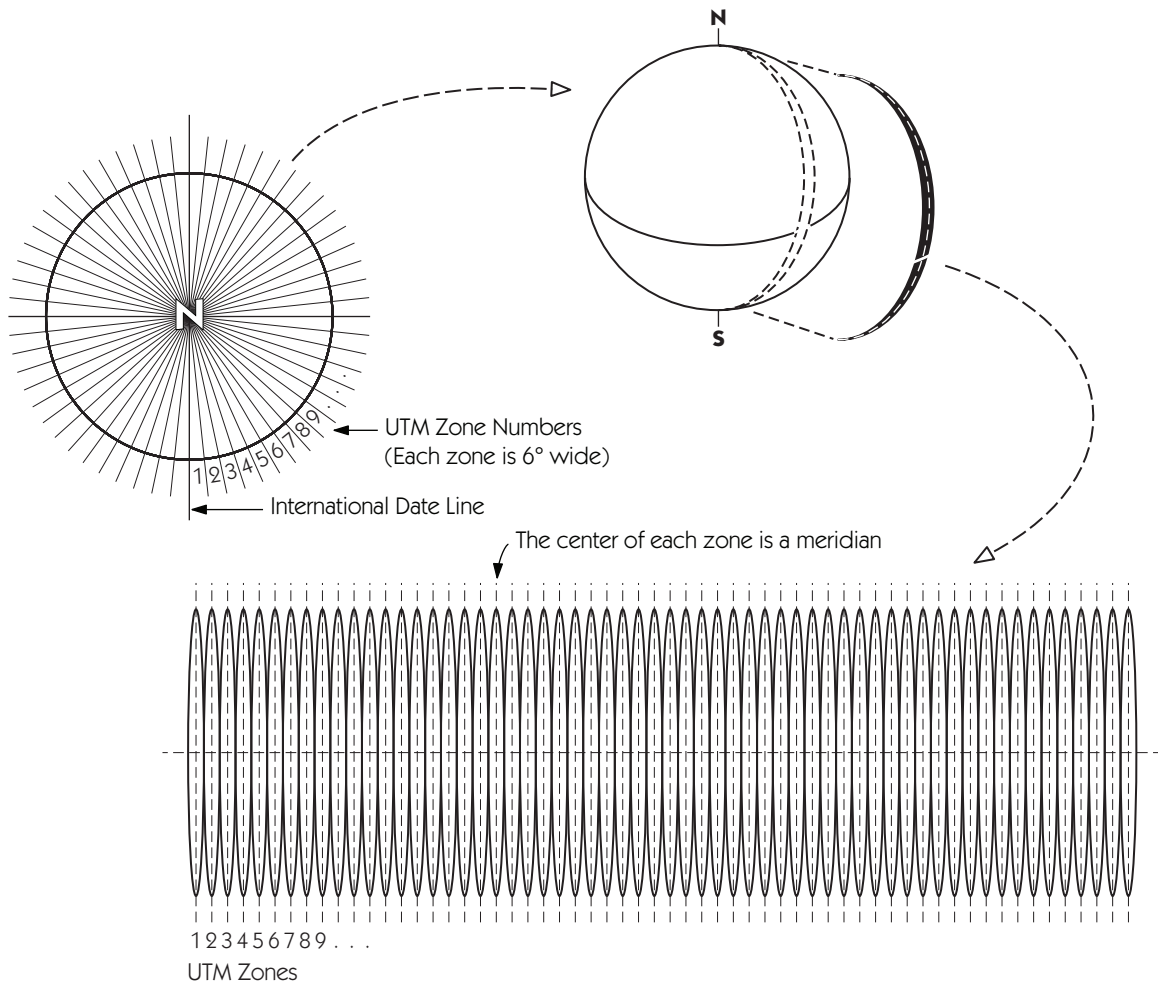 N
N
S
1 2 3 4 5 6 7 8 9 . . .
UTM Zone Numbers
(Each zone is 6° wide)
International Date Line
The center of each zone is a meridian
1 2 3 4 5 6 7 8 9 . . .
UTM Zones